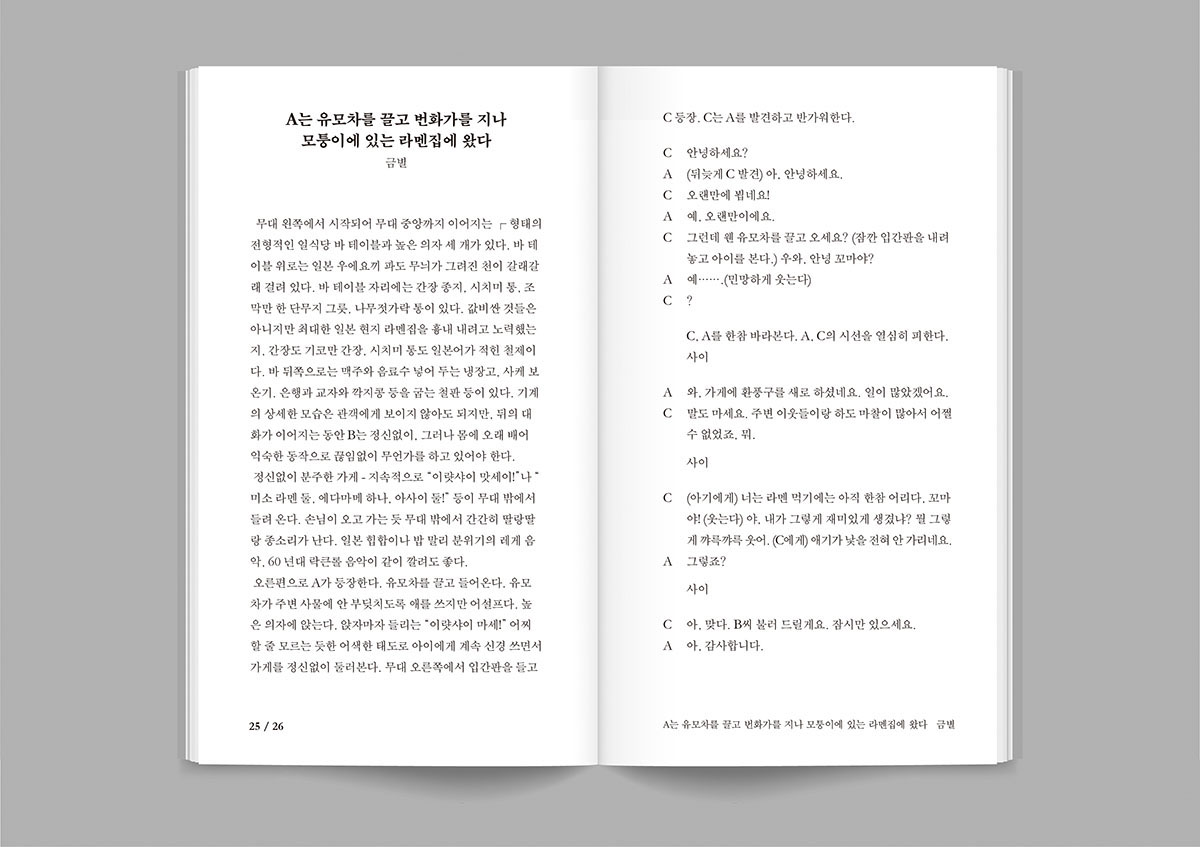 A는 유모차를 끌고 번화가를 지나
모퉁이에 있는 라멘집에 왔다
금별
무대 왼쪽에서 시작되어 무대 중앙까지 이어지는 ┌ 형태의
전형적인 일식당 바 테이블과 높은 의자 세 개가 있다. 바 테
이블 위로는 일본 우에요끼 파도 무늬가 그려진 천이 갈래갈
래 걸려 있다. 바 테이블 자리에는 간장 종지, 시치미 통, 조
막만 한 단무지 그릇, 나무젓가락 통이 있다. 값비싼 것들은
아니지만 최대한 일본 현지 라멘집을 흉내 내려고 노력했는
지, 간장도 기코만 간장, 시치미 통도 일본어가 적힌 철제이
다. 바 뒤쪽으로는 맥주와 음료수 넣어 두는 냉장고, 사케 보
온기, 은행과 교자와 깍지콩 등을 굽는 철판 등이 있다. 기계
의 상세한 모습은 관객에게 보이지 않아도 되지만, 뒤의 대
화가 이어지는 동안 B는 정신없이, 그러나 몸에 오래 배어
익숙한 동작으로 끊임없이 무언가를 하고 있어야 한다.
정신없이 분주한 가게 - 지속적으로 “이럇샤이 맛세이!”나 “
미소 라멘 둘, 에다마메 하나, 아사이 둘!” 등이 무대 밖에서
들려 온다. 손님이 오고 가는 듯 무대 밖에서 간간히 딸랑딸
랑 종소리가 난다. 일본 힙합이나 밥 말리 분위기의 레게 음
악, 60 년대 락큰롤 음악이 같이 깔려도 좋다.
오른편으로 A가 등장한다. 유모차를 끌고 들어온다. 유모
차가 주변 사물에 안 부딪치도록 애를 쓰지만 어설프다. 높
은 의자에 앉는다. 앉자마자 들리는 “이럇샤이 마세!” 어찌
할 줄 모르는 듯한 어색한 태도로 아이에게 계속 신경 쓰면서
가게를 정신없이 둘러본다. 무대 오른쪽에서 입간판을 들고
25 / 26
C 등장. C는 A를 발견하고 반가워한다.
C 안녕하세요?
A (뒤늦게 C 발견) 아, 안녕하세요.
C 오랜만에 뵙네요!
A 예, 오랜만이에요.
C 그런데 웬 유모차를 끌고 오세요? (잠깐 입간판을 내려
놓고 아이를 본다.) 우와, 안녕 꼬마야?
A 예…….(민망하게 웃는다)
C ?
C, A를 한참 바라본다. A, C의 시선을 열심히 피한다.
사이
A 와, 가게에 환풍구를 새로 하셨네요. 일이 많았겠어요.
C 말도 마세요. 주변 이웃들이랑 하도 마찰이 많아서 어쩔
수 없었죠, 뭐.
사이
C (아기에게) 너는 라멘 먹기에는 아직 한참 어리다, 꼬마
야! (웃는다) 야, 내가 그렇게 재미있게 생겼냐? 뭘 그렇
게 꺄륵꺄륵 웃어. (C에게) 애기가 낯을 전혀 안 가리네요.
A 그렇죠?
사이
C 아, 맞다. B씨 불러 드릴게요. 잠시만 있으세요.
A 아, 감사합니다.
A는 유모차를 끌고 번화가를 지나 모퉁이에 있는 라멘집에 왔다 금별